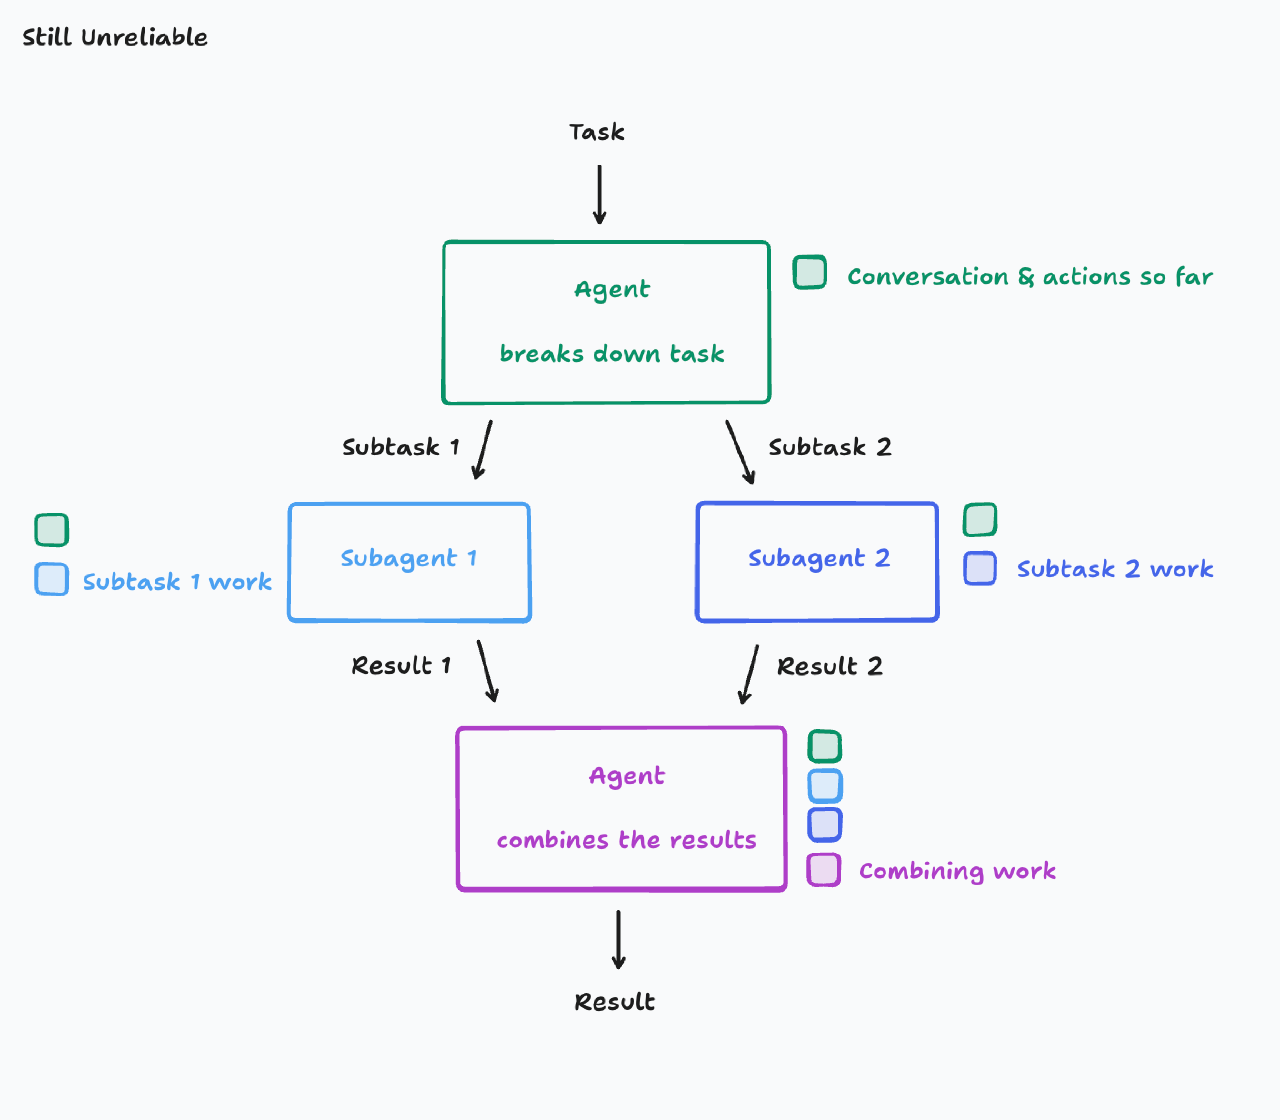 Still Unreliable
Task
Agent
breaks down task
Conversation & actions so far
Subtask 1
Subtask 2
Subtask 1 work
Subagent 1
Subagent 2
Subtask 2 work
Result 1
Result 2
Agent
combines the results
Combining work
Result